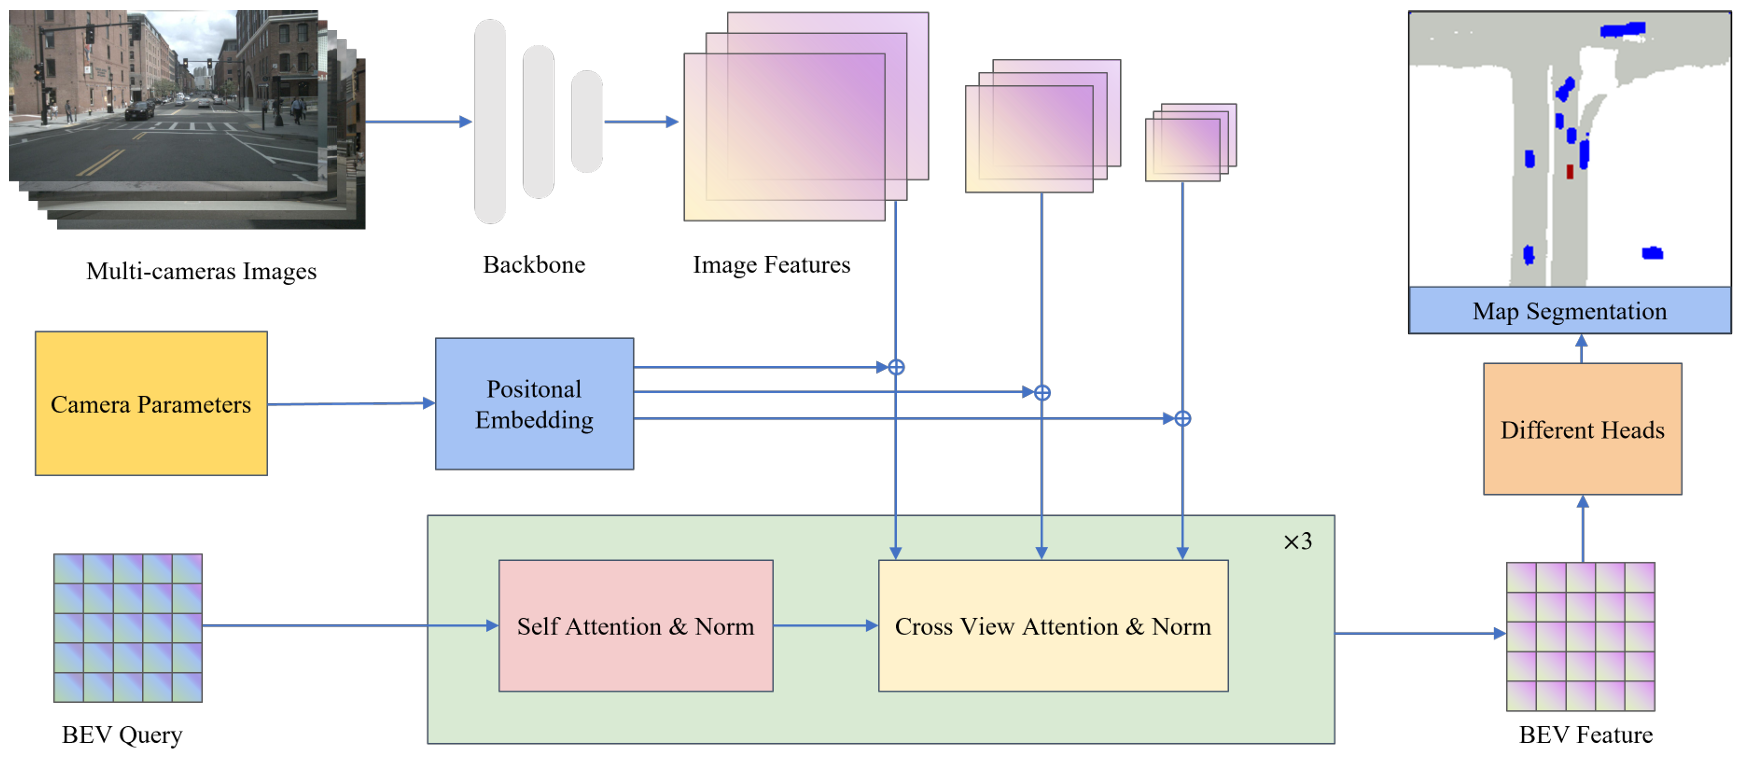 Multi-cameras Images
Backbone
Image Features
Map Segmentation
Camera Parameters
Positonal
Embedding
Different Heads
×3
Self Attention & Norm
Cross View Attention & Norm
BEV Query
BEV Feature